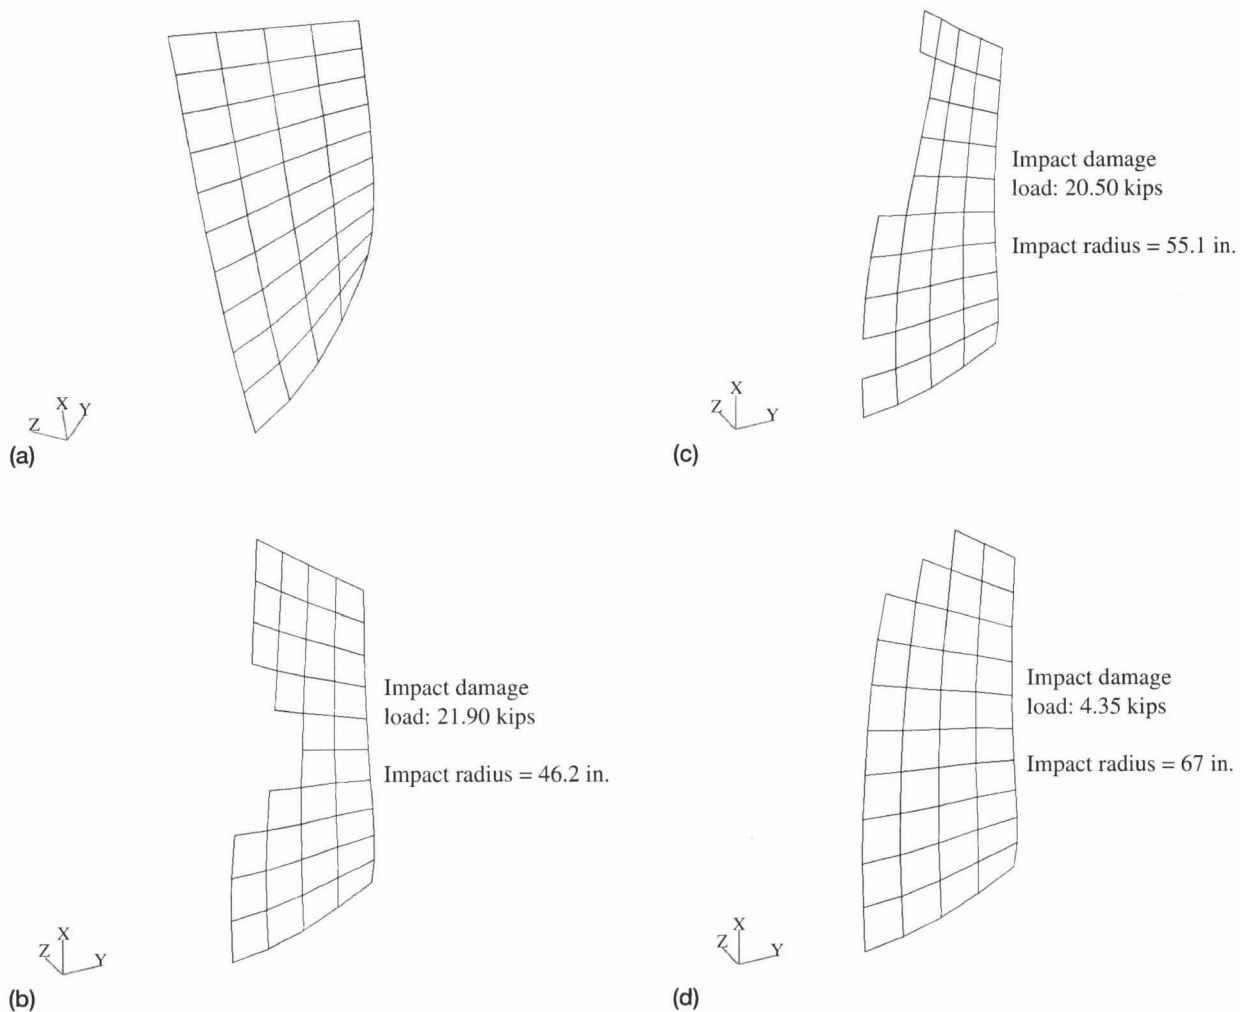 Z X Y
(a)
Impact damage
load: 21.90 kips
Impact radius = 46.2 in.
X
Z Y
(b)
Impact damage
load: 20.50 kips
Impact radius = 55.1 in.
X
Z Y
(c)
Impact damage
load: 4.35 kips
Impact radius = 67 in.
X
Z Y
(d)